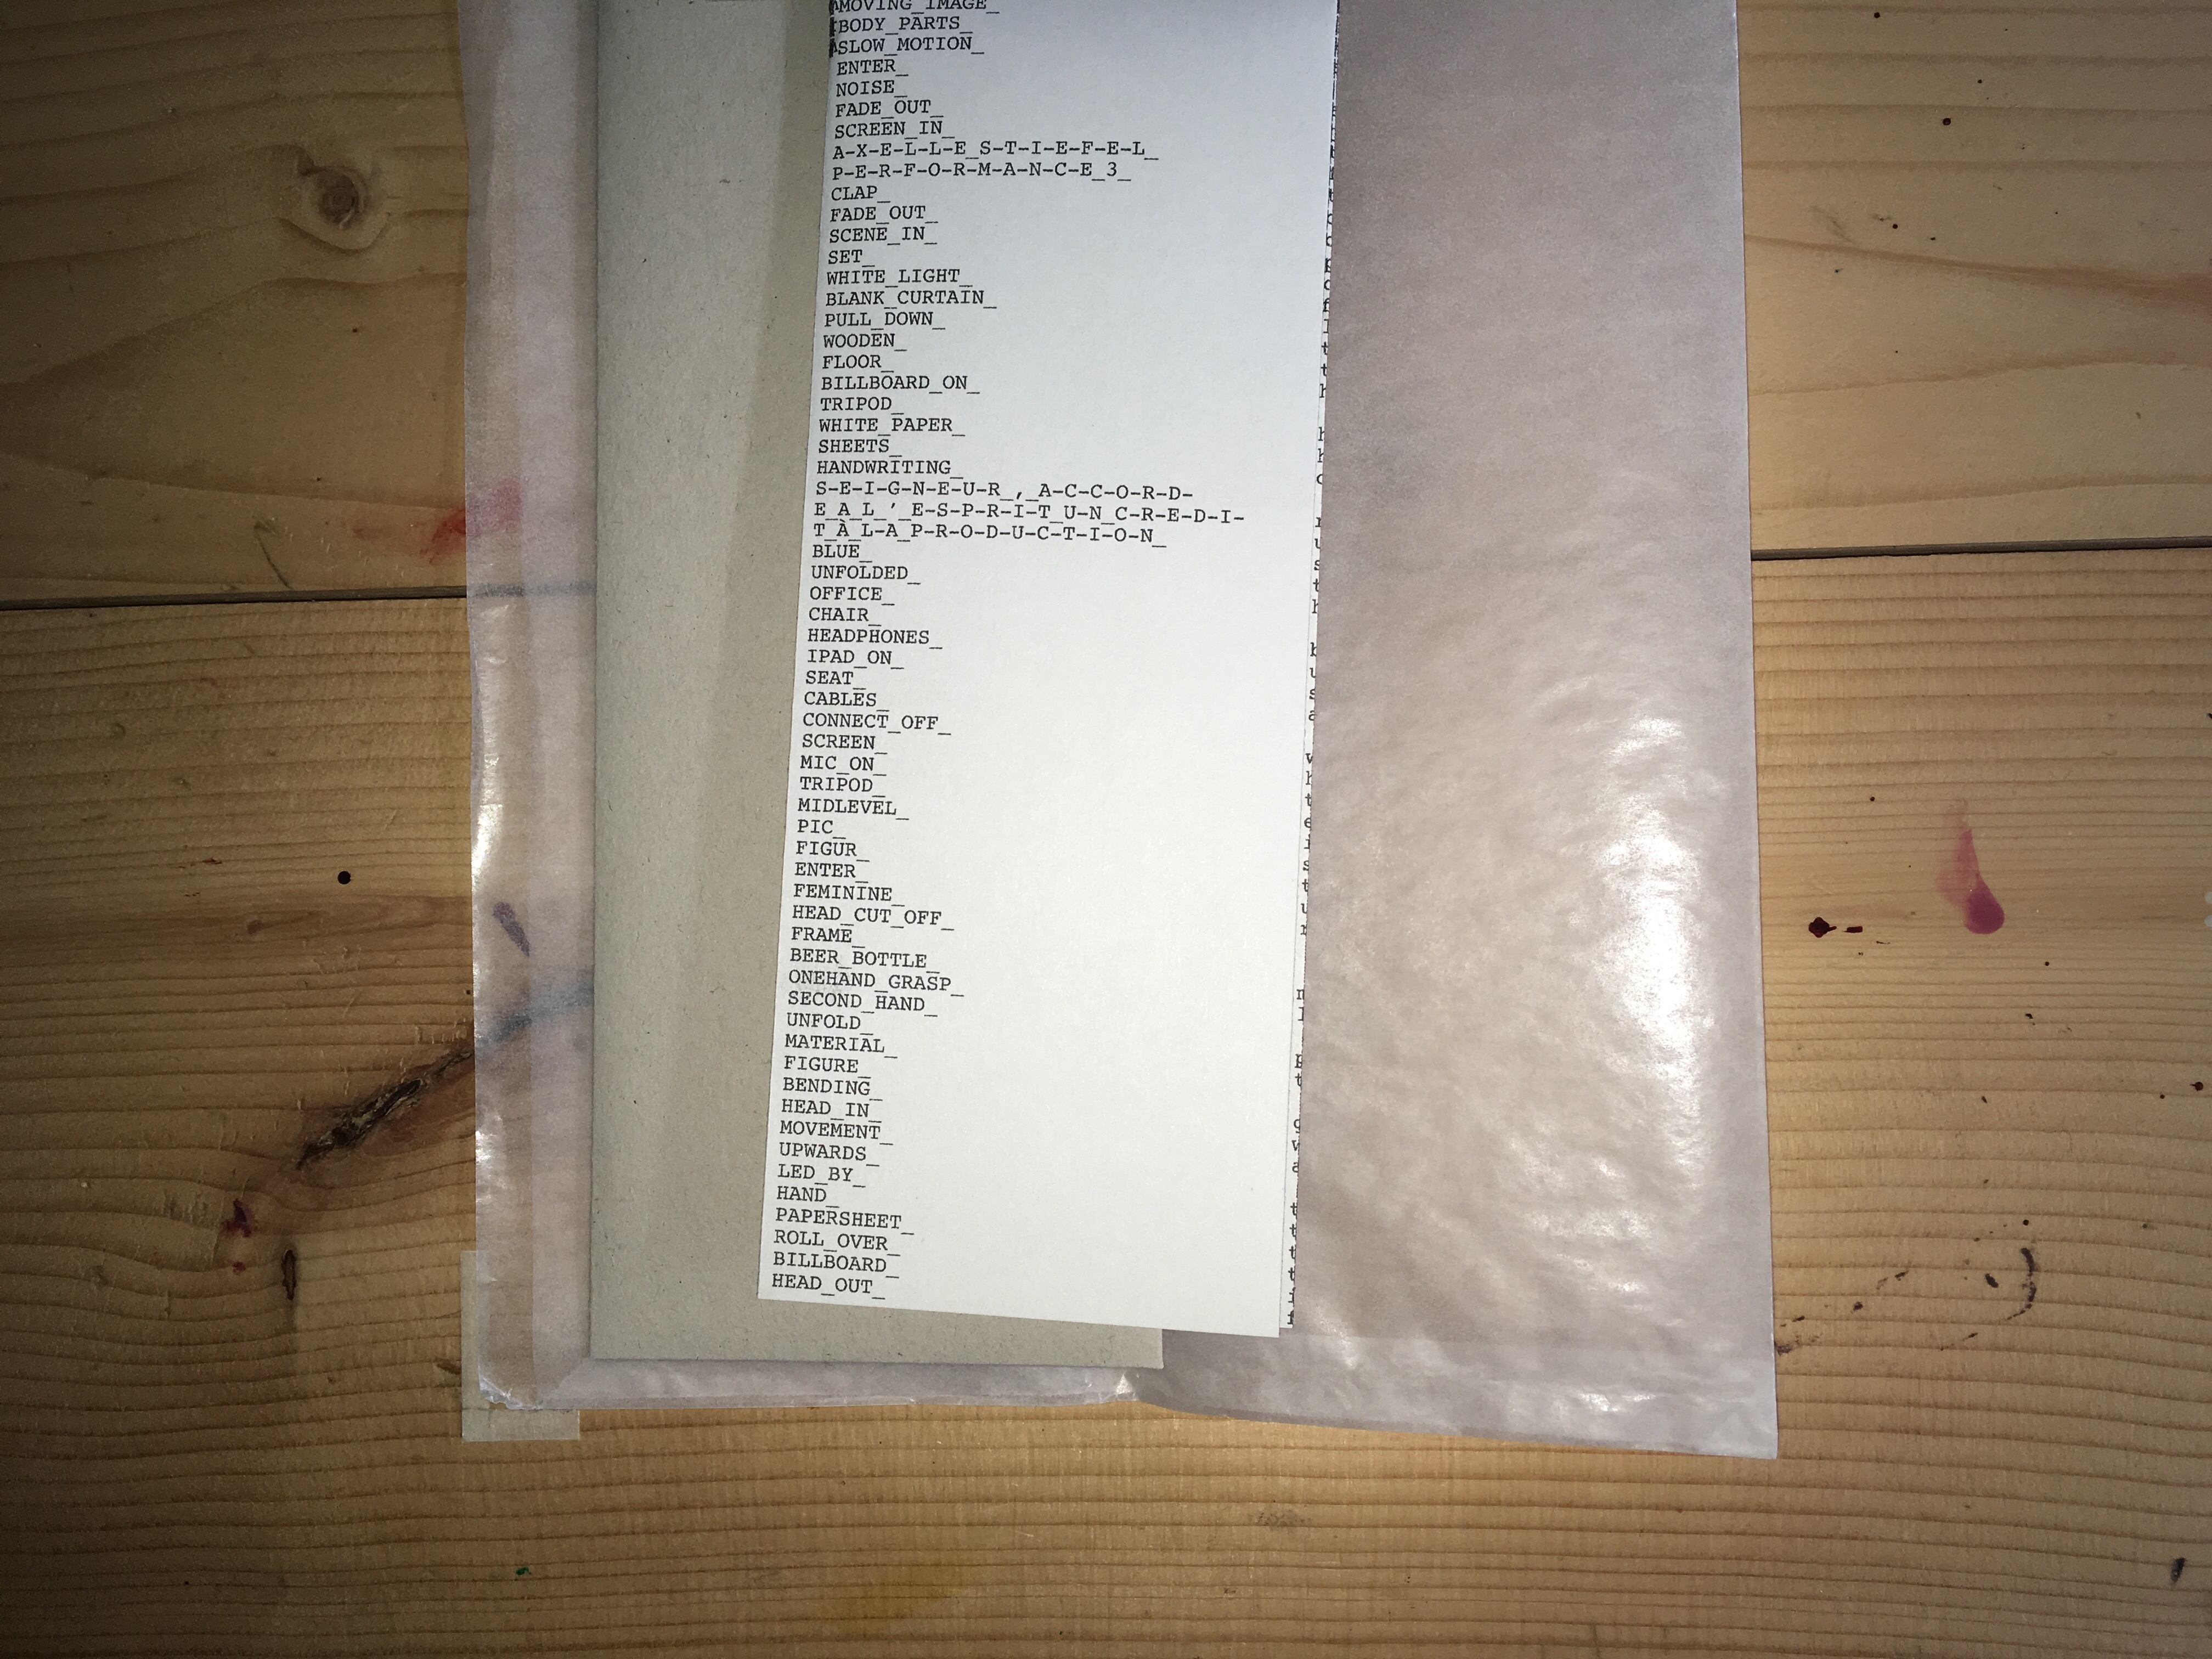 MOVING_IMAGE_
BODY_PARTS_
SLOW_MOTION_
ENTER_
NOISE_
FADE_OUT_
SCREEN_IN_
A-X-E-L-L-E_S-T-I-E-F-E-L_
P-E-R-F-O-R-M-A-N-C-E_3_
CLAP_
FADE_OUT_
SCENE_IN_
SET_
WHITE_LIGHT_
BLANK_CURTAIN_
PULL_DOWN_
WOODEN_
FLOOR_
BILLBOARD_ON_
TRIPOD_
WHITE_PAPER_
SHEETS_
HANDWRITING_
S-E-I-G-N-E-U-R_,_A-C-C-O-R-D-
E_A_L_'_E-S-P-R-I-T_U-N_C-R-E-D-I-
T_À_L-A_P-R-O-D-U-C-T-I-O-N_
BLUE_
UNFOLDED_
OFFICE_
CHAIR_
HEADPHONES_
IPAD_ON_
SEAT_
CABLES_
CONNECT_OFF_
SCREEN_
MIC_ON_
TRIPOD_
MIDLEVEL_
PIC_
FIGUR_
ENTER_
FEMININE_
HEAD_CUT_OFF_
FRAME_
BEER_BOTTLE_
ONEHAND_GRASP_
SECOND_HAND_
UNFOLD_
MATERIAL_
FIGURE_
BENDING_
HEAD_IN_
MOVEMENT_
UPWARDS_
LED_BY_
HAND_
PAPERSHEET_
ROLL_OVER_
BILLBOARD_
HEAD_OUT_